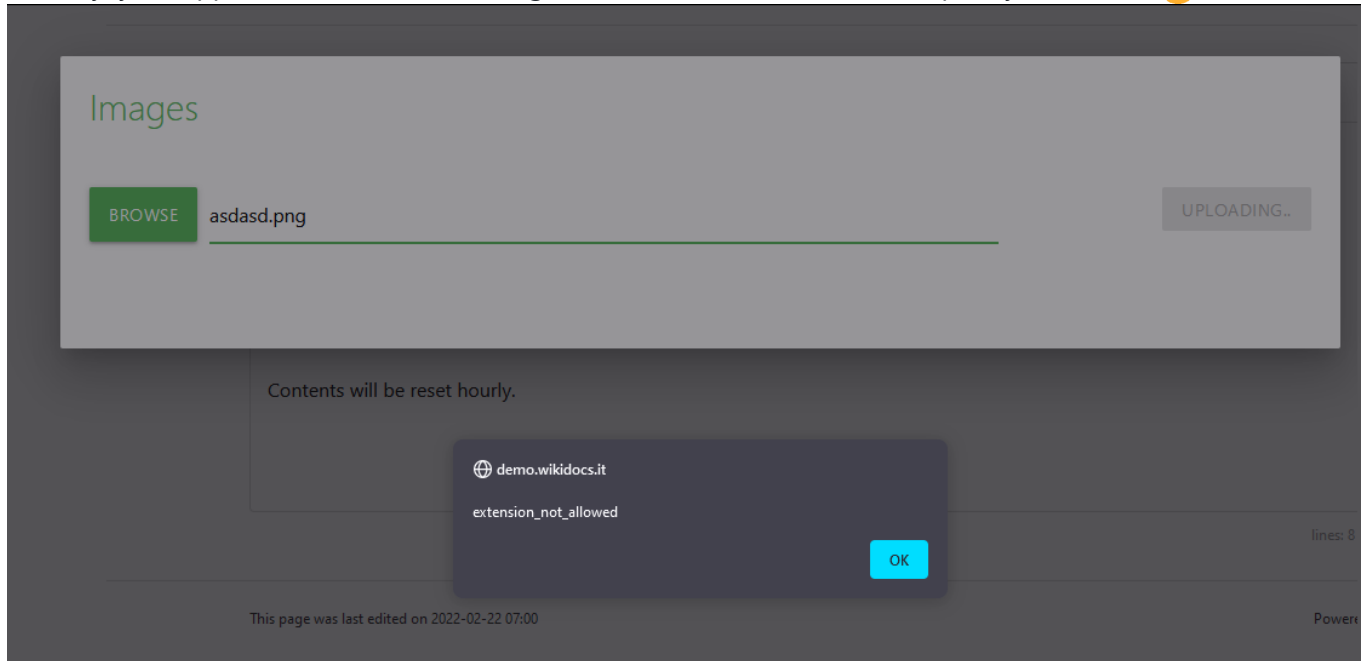 Images
BROWSE asdasd.png UPLOADING..
Contents will be reset hourly.
demo.wikidocs.it
extension_not_allowed
OK
lines: 8
This page was last edited on 2022-02-22 07:00